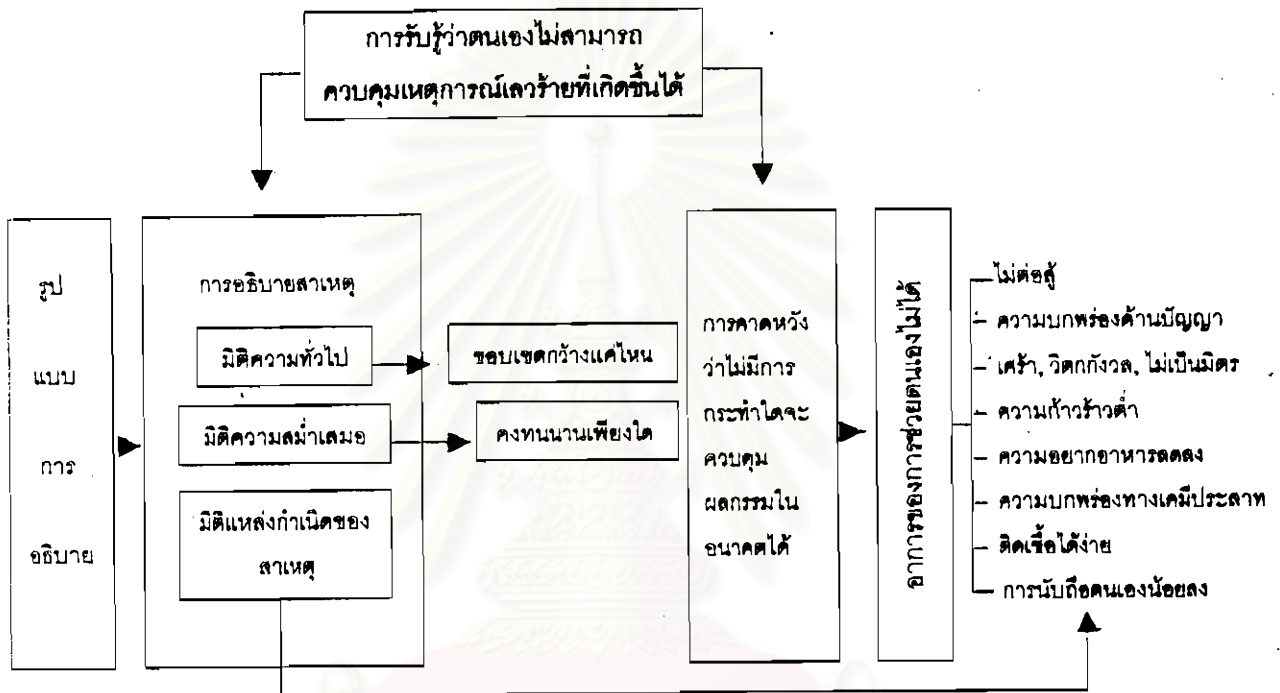 การรับรู้ว่าตนเองไม่สามารถ
ควบคุมเหตุการณ์เลวร้ายที่เกิดขึ้นได้
รูป
แบบ
การ
อธิบาย
การอธิบายสาเหตุ
มิติความทั่วไป
มิติความสม่ำเสมอ
มิติแหล่งกำเนิดของ
สาเหตุ
ขอบเขตกว้างแค่ไหน
คงทนนานเพียงใด
การคาดหวัง
ว่าไม่มีการ
กระทำใดจะ
ควบคุม
ผลกรรมใน
อนาคตได้
อาการของการช่วยตนเองไม่ได้
ไม่ต่อสู้
- ความบกพร่องด้านปัญญา
- เศร้า, วิตกกังวล, ไม่เป็นมิตร
- ความก้าวร้าวต่ำ
- ความอยากอาหารลดลง
- ความบกพร่องทางเคมีประสาท
- ติดเชื้อได้ง่าย
- การนับถือตนเองน้อยลง